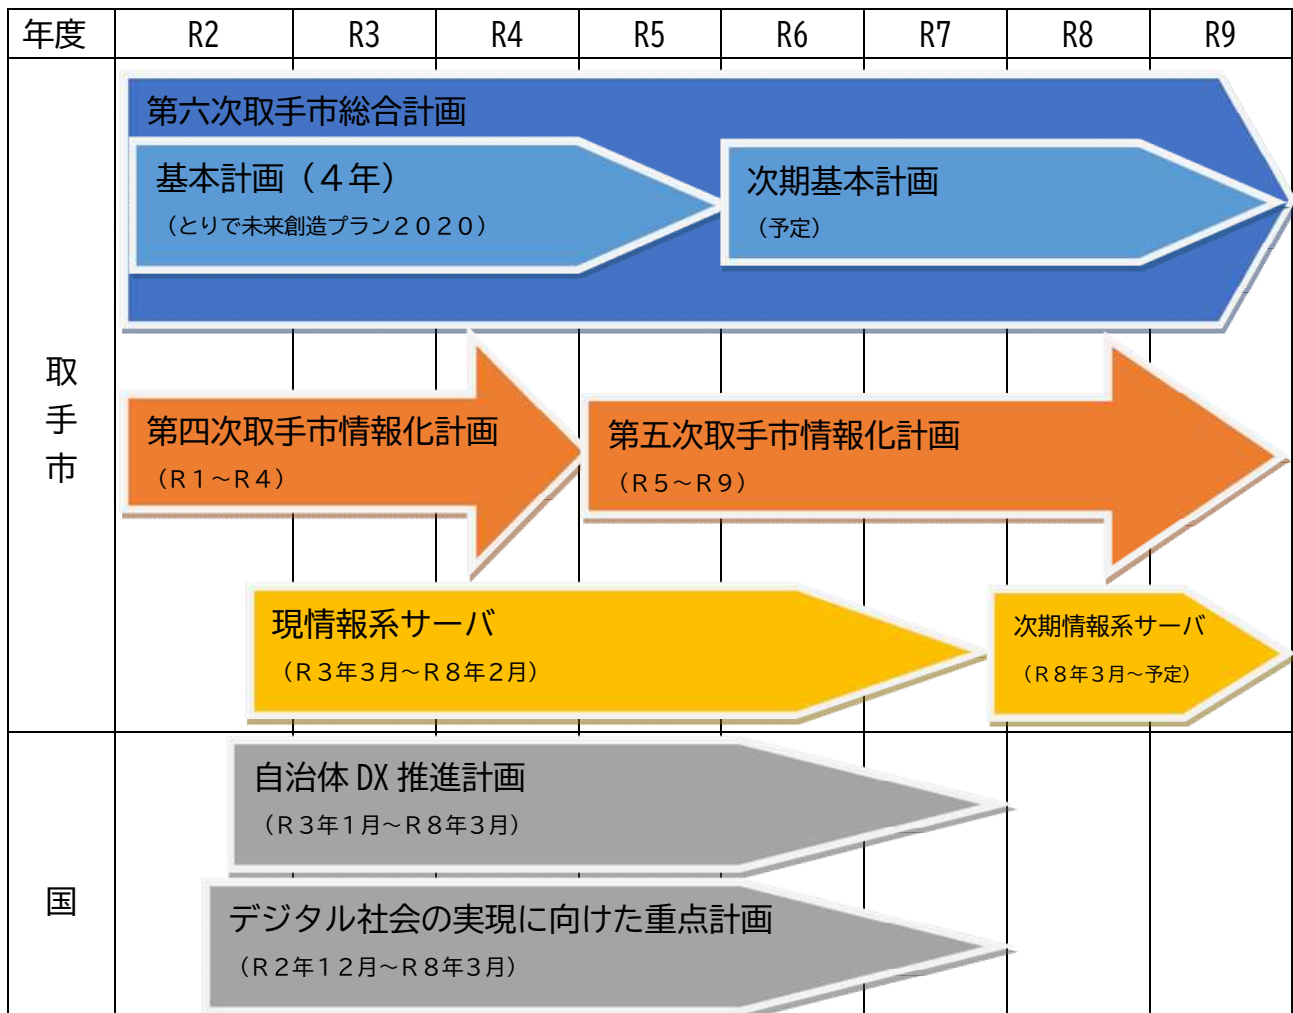 年度 R2 R3 R4 R5 R6 R7 R8 R9
取手市
第六次取手市総合計画
基本計画（４年）
（とりで未来創造プラン２０２０）
次期基本計画
（予定）
第四次取手市情報化計画
（Ｒ１～Ｒ４）
第五次取手市情報化計画
（Ｒ５～Ｒ９）
現情報系サーバ
（Ｒ３年３月～Ｒ８年２月）
次期情報系サーバ
（Ｒ８年３月～予定）
国
自治体 DX 推進計画
（Ｒ３年１月～Ｒ８年３月）
デジタル社会の実現に向けた重点計画
（Ｒ２年１２月～Ｒ８年３月）